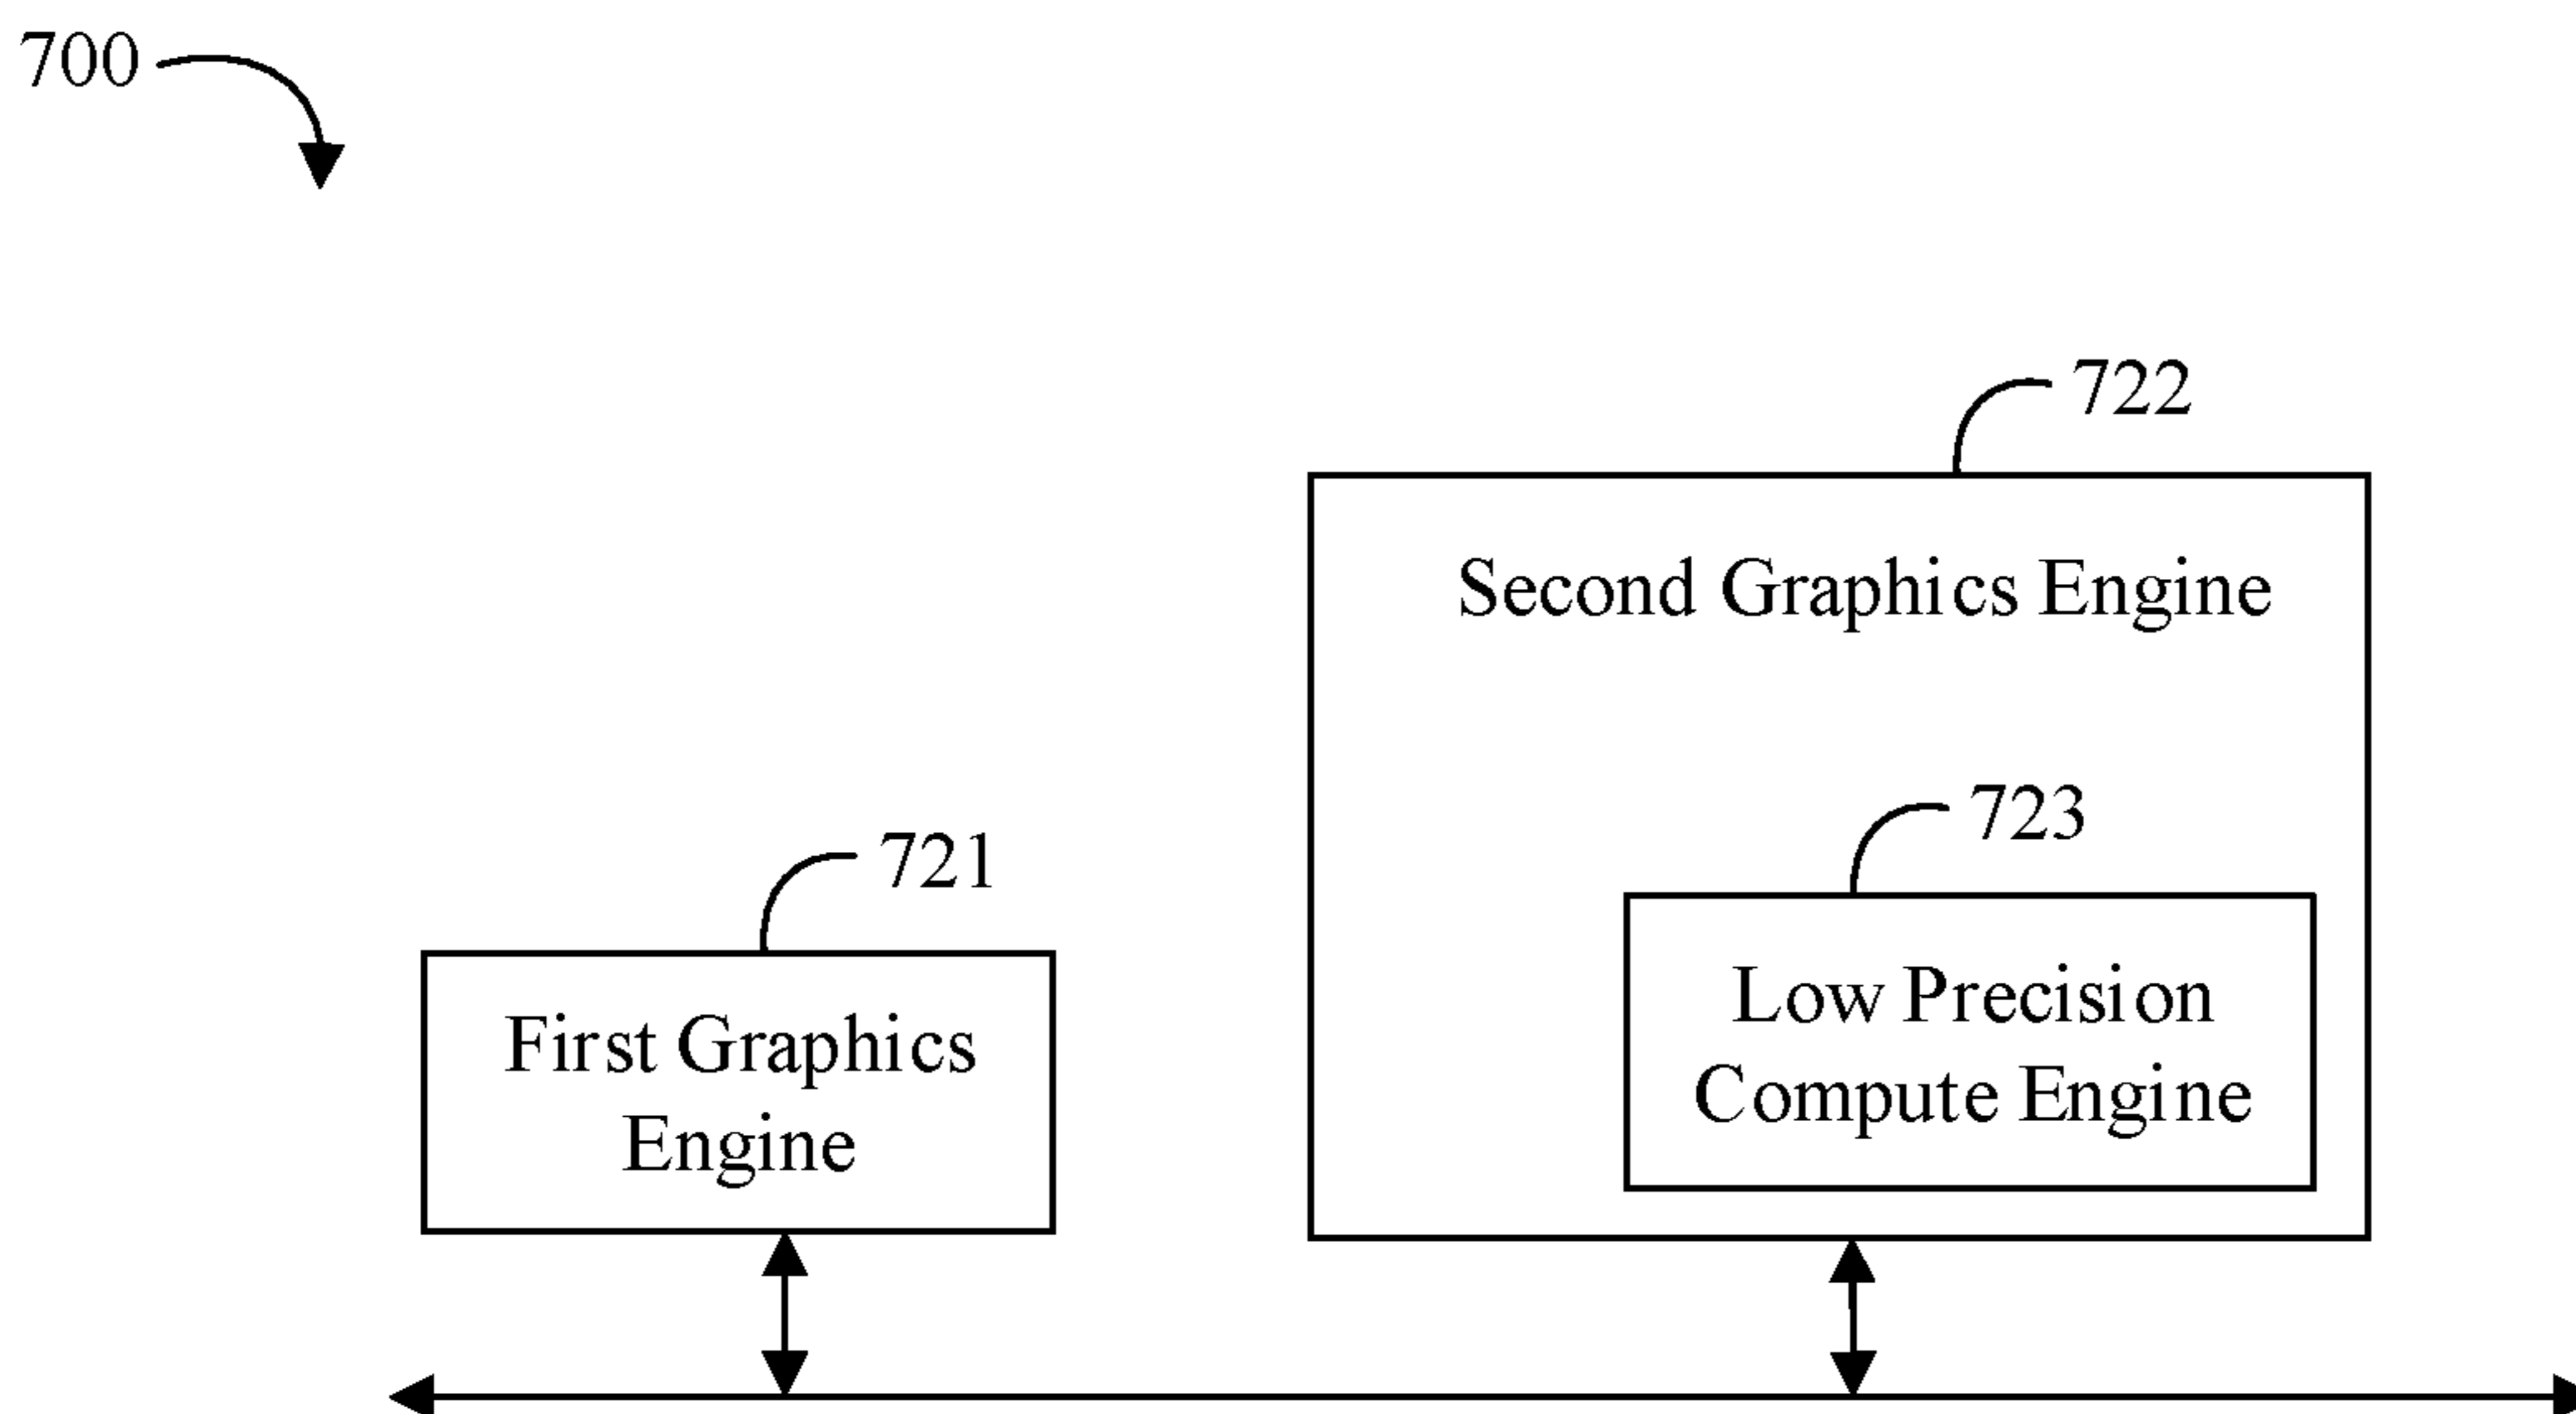 700
722
Second Graphics Engine
723
721
Low Precision
Compute Engine
First Graphics
Engine